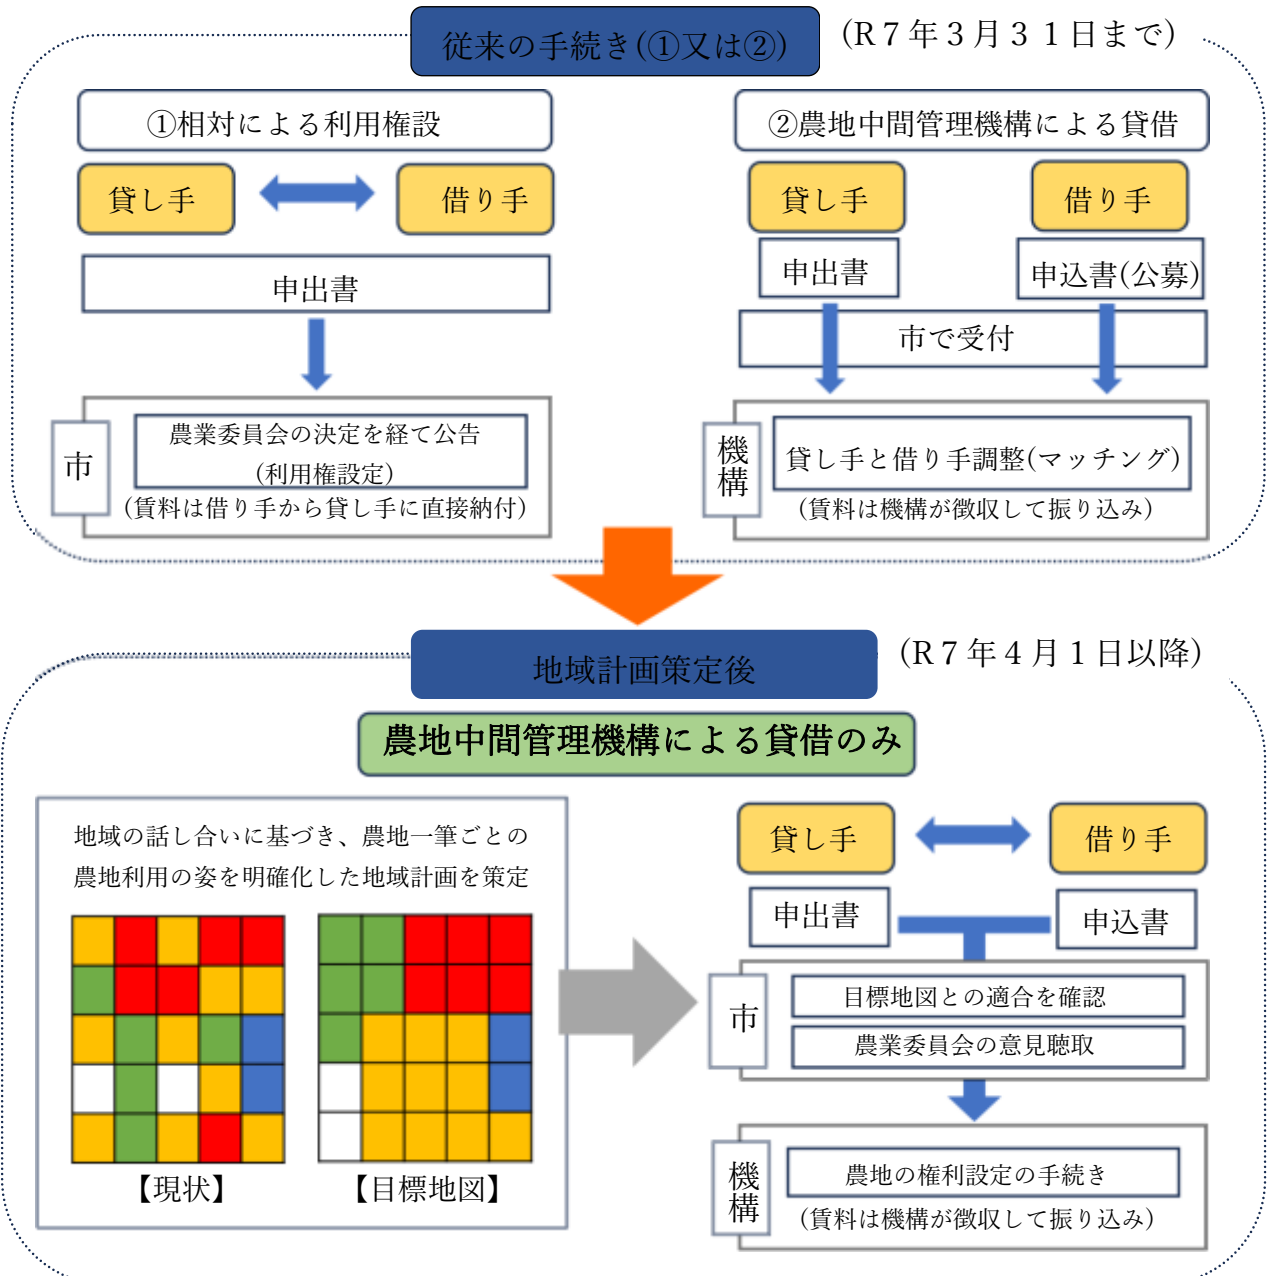 従来の手続き(①又は②)
(R７年３月３１日まで)
①相対による利用権設
貸し手
借り手
申出書
市
農業委員会の決定を経て公告
(利用権設定)
(賃料は借り手から貸し手に直接納付)
②農地中間管理機構による貸借
貸し手
借り手
申出書
申込書(公募)
市で受付
機構
貸し手と借り手調整(マッチング)
(賃料は機構が徴収して振り込み)
地域計画策定後
(R７年４月１日以降)
農地中間管理機構による貸借のみ
地域の話し合いに基づき、農地一筆ごとの
農地利用の姿を明確化した地域計画を策定
【現状】
【目標地図】
貸し手
借り手
申出書
申込書
市
目標地図との適合を確認
農業委員会の意見聴取
機構
農地の権利設定の手続き
(賃料は機構が徴収して振り込み)